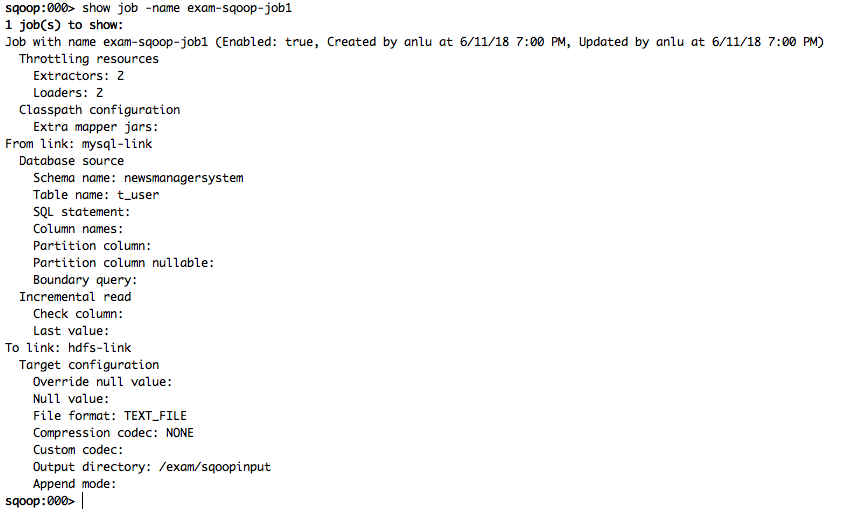 sqoop:000> show job -name exam-sqoop-job1
1 job(s) to show:
Job with name exam-sqoop-job1 (Enabled: true, Created by anlu at 6/11/18 7:00 PM, Updated by anlu at 6/11/18 7:00 PM)
  Throttling resources
    Extractors: 2
    Loaders: 2
  Classpath configuration
    Extra mapper jars:
From link: mysql-link
  Database source
    Schema name: newsmanagersystem
    Table name: t_user
    SQL statement:
    Column names:
    Partition column:
    Partition column nullable:
    Boundary query:
  Incremental read
    Check column:
    Last value:
To link: hdfs-link
  Target configuration
    Override null value:
    Null value:
    File format: TEXT_FILE
    Compression codec: NONE
    Custom codec:
    Output directory: /exam/sqoopinput
    Append mode:
sqoop:000>